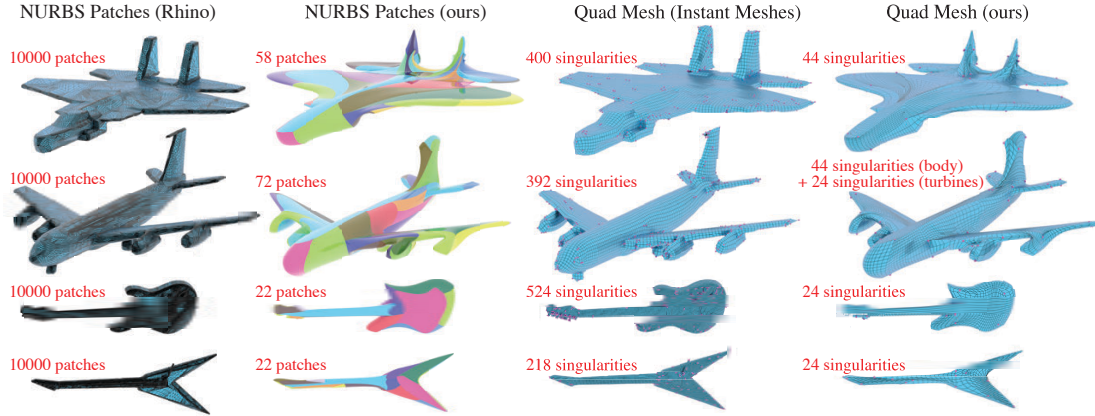 NURBS Patches (Rhino)
NURBS Patches (ours)
Quad Mesh (Instant Meshes)
Quad Mesh (ours)
10000 patches
58 patches
400 singularities
44 singularities
10000 patches
72 patches
392 singularities
44 singularities (body)
+ 24 singularities (turbines)
10000 patches
22 patches
524 singularities
24 singularities
10000 patches
22 patches
218 singularities
24 singularities